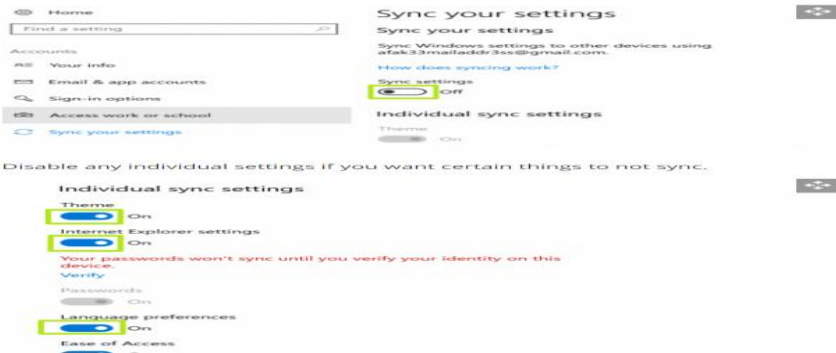 Home
Find a setting
Accounts
Your info
Email & app accounts
Sign-in options
Access work or school
Sync your settings
Sync your settings
Sync your settings
Sync Windows settings to other devices using
afak33mailaddr3ss@gmail.com.
How does syncing work?
Sync settings
Off
Individual sync settings
Theme
On
Disable any individual settings if you want certain things to not sync.
Individual sync settings
Theme
On
Internet Explorer settings
On
Your passwords won't sync until you verify your identity on this
device.
Verify
Passwords
On
Language preferences
On
Ease of Access